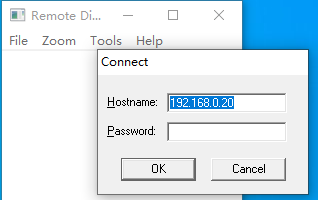 Remote Di...
File Zoom Tools Help
Connect
Hostname: 192.168.0.20
Password:
OK Cancel